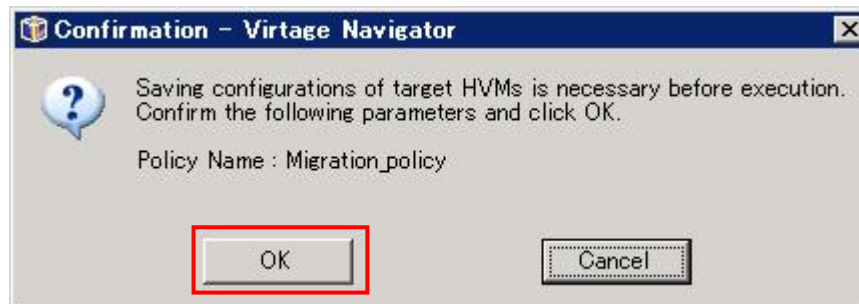 Confirmation - Virtage Navigator
Saving configurations of target HVMs is necessary before execution.
Confirm the following parameters and click OK.
Policy Name : Migration_policy
OK
Cancel